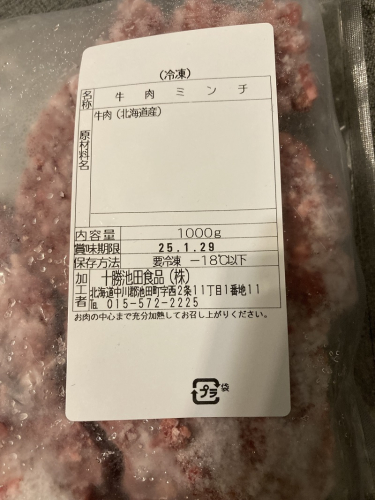 (冷凍)
名称 牛肉ミンチ
原材料名 牛肉(北海道産)
内容量 1000g
賞味期限 25.1.29
保存方法 要冷凍 −18℃以下
加工者 十勝池田食品(株)
北海道中川郡池田町字西2条11丁目1番地11
℡ 015-572-2225
お肉の中心まで充分加熱してお召し上がりください。
プラ 袋